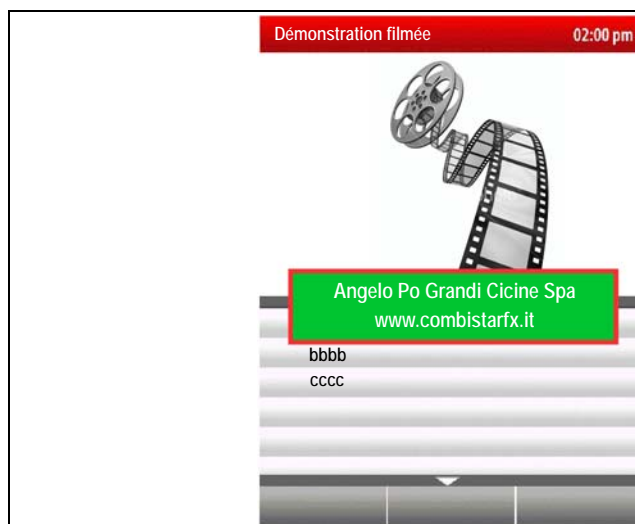 Démonstration filmée
02:00 pm
Angelo Po Grandi Cicine Spa
www.combistarfx.it
bbbb
cccc